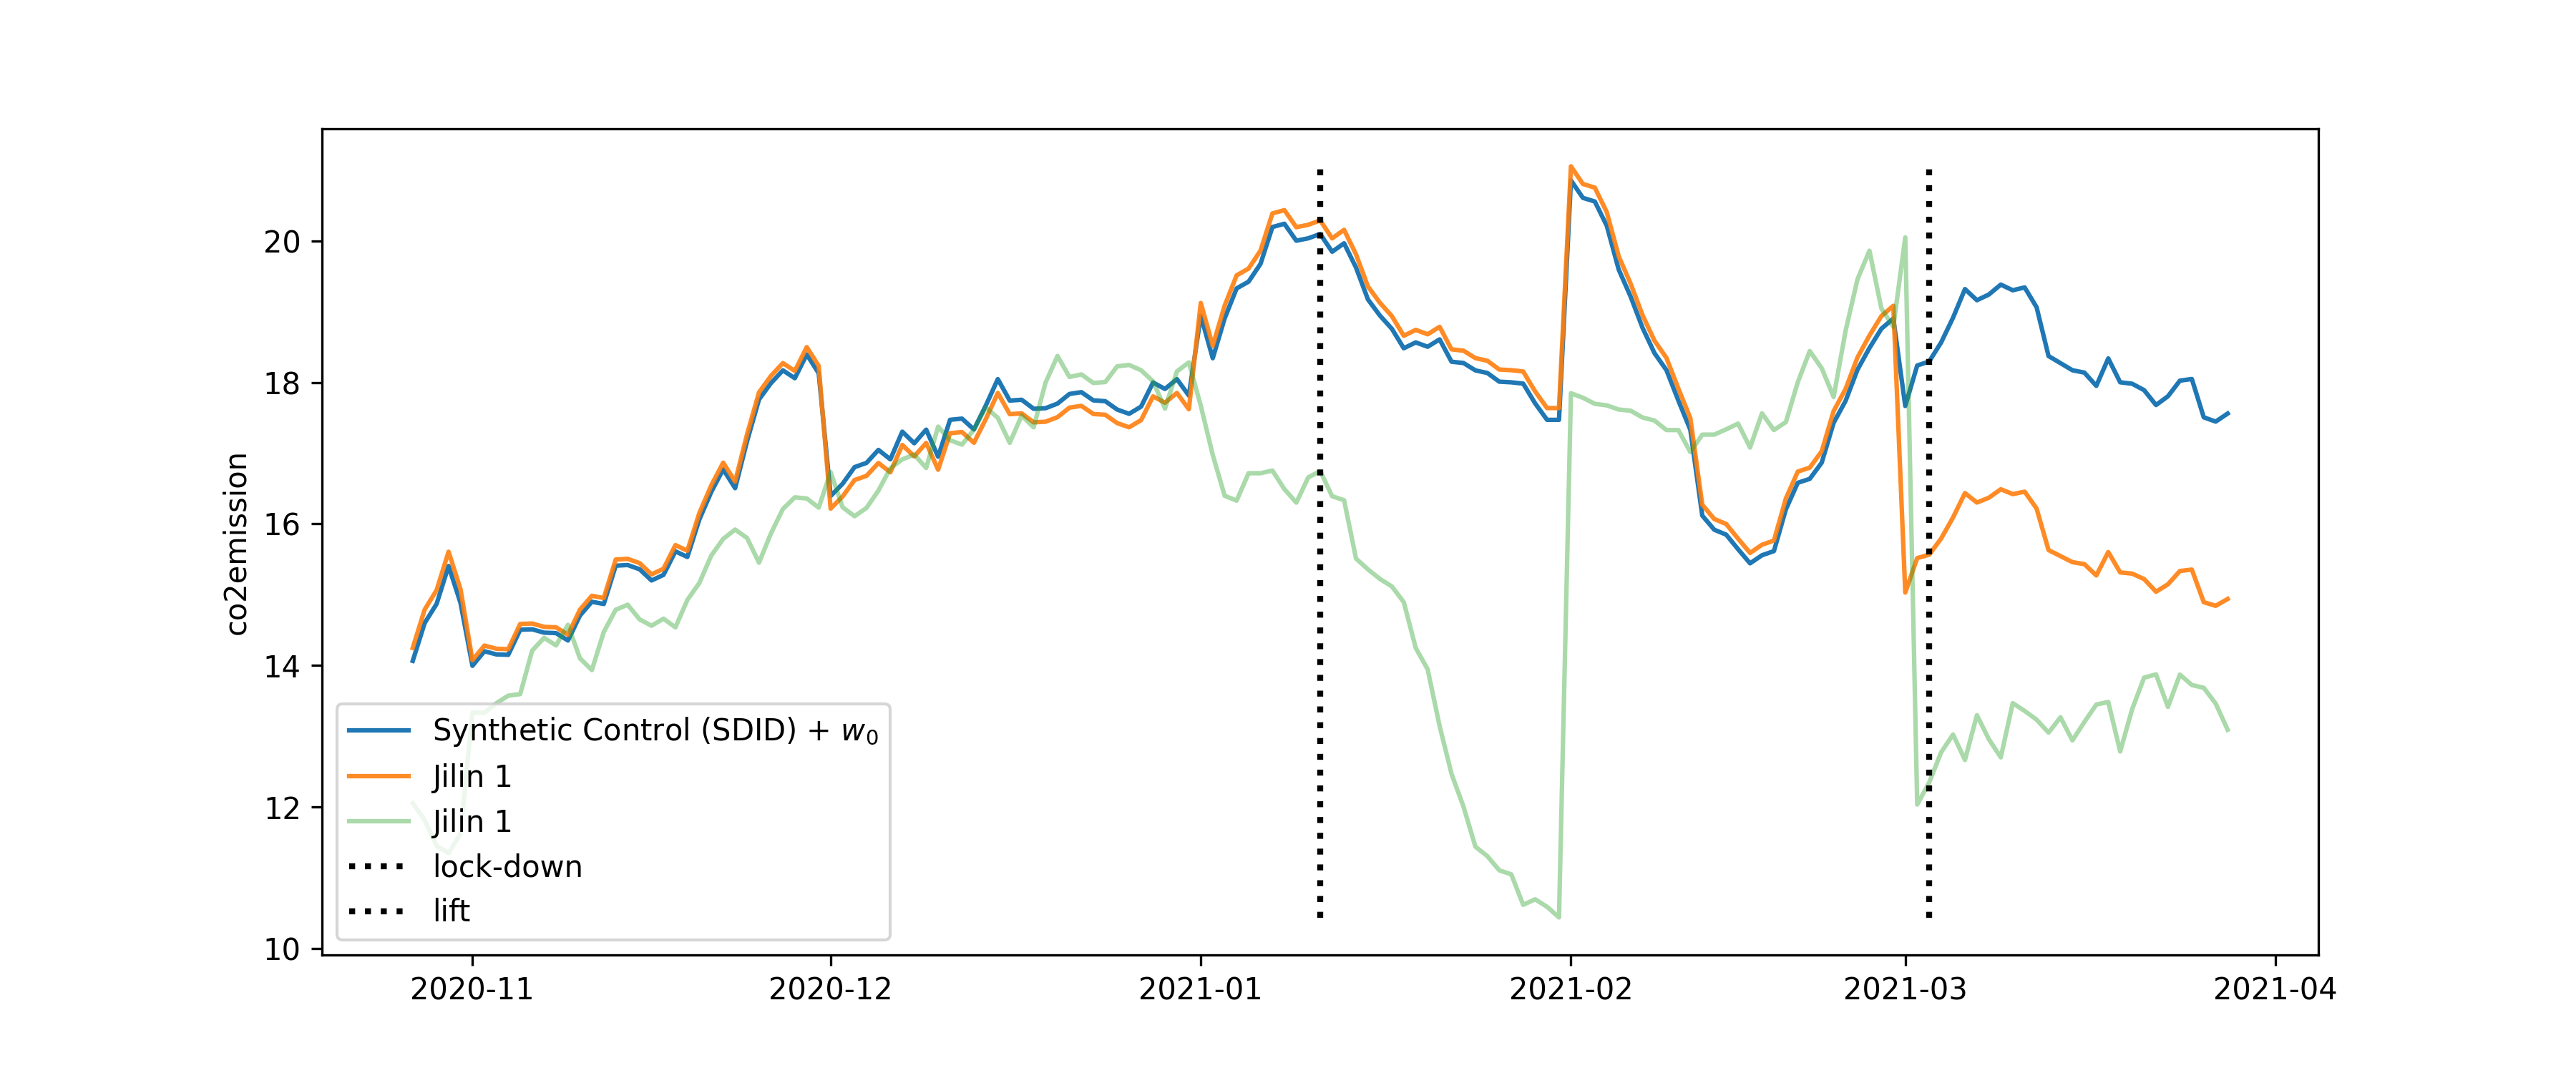 co2emission
20
18
16
14
12
10
Synthetic Control (SDID) + w₀
Jilin 1
Jilin 1
lock-down
lift
2020-11 2020-12 2021-01 2021-02 2021-03 2021-04